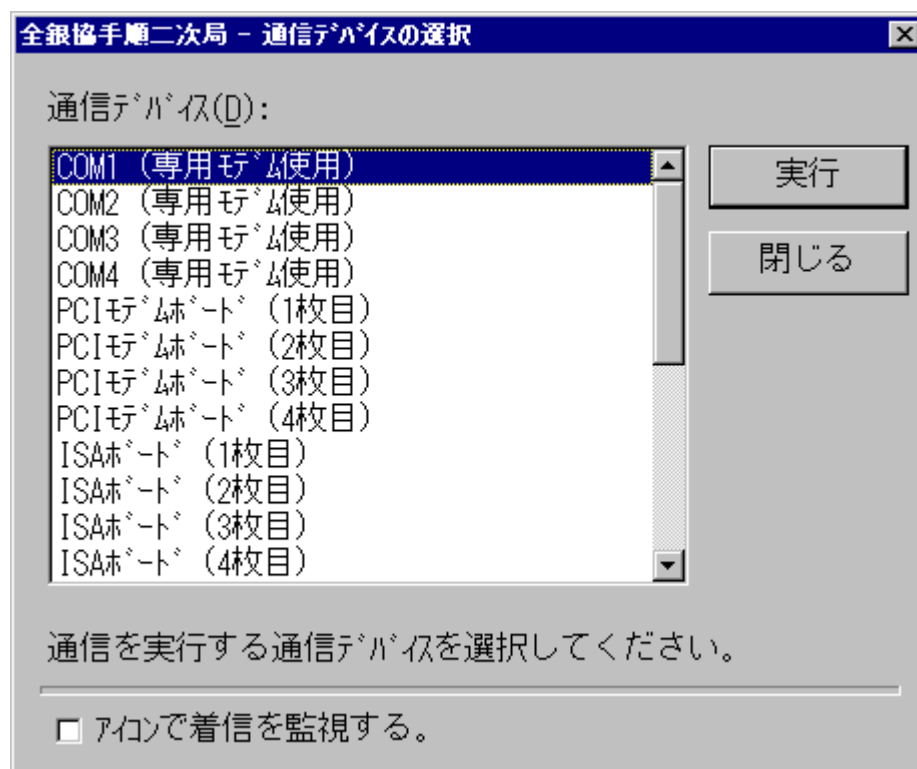 全銀協手順二次局 - 通信ﾃﾞﾊﾞｲｽの選択
通信ﾃﾞﾊﾞｲｽ(D):
COM1 (専用ﾓﾃﾞﾑ使用)
COM2 (専用ﾓﾃﾞﾑ使用)
COM3 (専用ﾓﾃﾞﾑ使用)
COM4 (専用ﾓﾃﾞﾑ使用)
PCIﾓﾃﾞﾑﾎﾞｰﾄﾞ (1枚目)
PCIﾓﾃﾞﾑﾎﾞｰﾄﾞ (2枚目)
PCIﾓﾃﾞﾑﾎﾞｰﾄﾞ (3枚目)
PCIﾓﾃﾞﾑﾎﾞｰﾄﾞ (4枚目)
ISAﾎﾞｰﾄﾞ (1枚目)
ISAﾎﾞｰﾄﾞ (2枚目)
ISAﾎﾞｰﾄﾞ (3枚目)
ISAﾎﾞｰﾄﾞ (4枚目)
実行
閉じる
通信を実行する通信ﾃﾞﾊﾞｲｽを選択してください。
ｱｲｺﾝで着信を監視する。